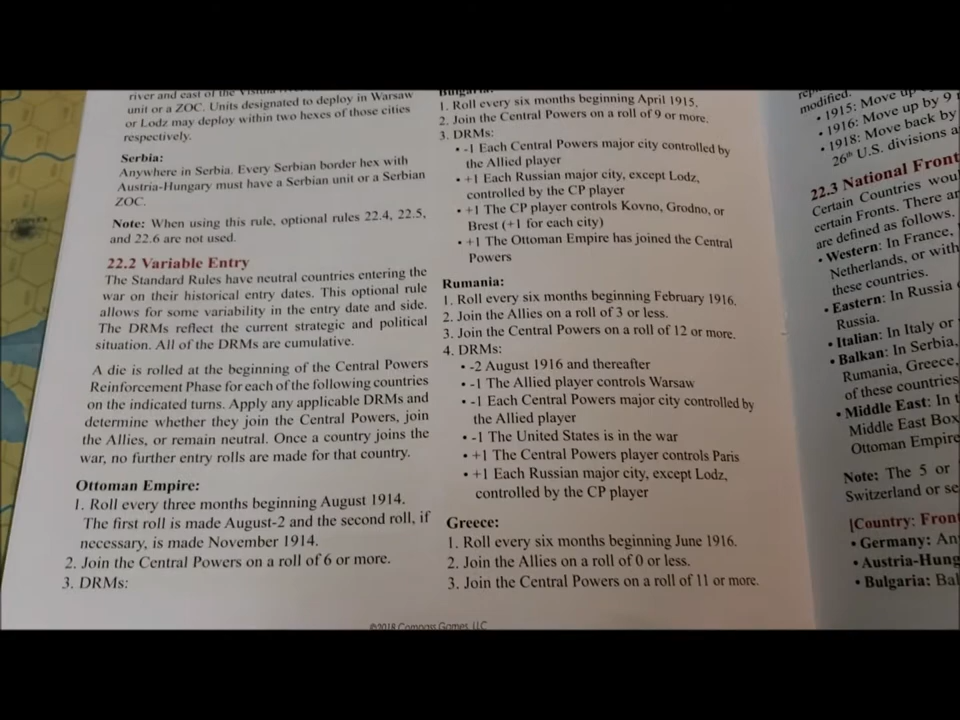 river and east of the Vistula
unit or a ZOC. Units designated to deploy in Warsaw
or Lodz may deploy within two hexes of those cities
respectively.
Serbia:
Anywhere in Serbia. Every Serbian border hex with
Austria-Hungary must have a Serbian unit or a Serbian
ZOC.
Note: When using this rule, optional rules 22.4, 22.5,
and 22.6 are not used.
22.2 Variable Entry
The Standard Rules have neutral countries entering the
war on their historical entry dates. This optional rule
allows for some variability in the entry date and side.
The DRMs reflect the current strategic and political
situation. All of the DRMs are cumulative.
A die is rolled at the beginning of the Central Powers
Reinforcement Phase for each of the following countries
on the indicated turns. Apply any applicable DRMs and
determine whether they join the Central Powers, join
the Allies, or remain neutral. Once a country joins the
war, no further entry rolls are made for that country.
Ottoman Empire:
1. Roll every three months beginning August 1914.
The first roll is made August-2 and the second roll, if
necessary, is made November 1914.
2. Join the Central Powers on a roll of 6 or more.
3. DRMs:
Bulgaria:
1. Roll every six months beginning April 1915.
2. Join the Central Powers on a roll of 9 or more.
3. DRMs:
• -1 Each Central Powers major city controlled by
the Allied player
• +1 Each Russian major city, except Lodz,
controlled by the CP player
• +1 The CP player controls Kovno, Grodno, or
Brest (+1 for each city)
• +1 The Ottoman Empire has joined the Central
Powers
Rumania:
1. Roll every six months beginning February 1916.
2. Join the Allies on a roll of 3 or less.
3. Join the Central Powers on a roll of 12 or more.
4. DRMs:
• -2 August 1916 and thereafter
• -1 The Allied player controls Warsaw
• -1 Each Central Powers major city controlled by
the Allied player
• -1 The United States is in the war
• +1 The Central Powers player controls Paris
• +1 Each Russian major city, except Lodz,
controlled by the CP player
Greece:
1. Roll every six months beginning June 1916.
2. Join the Allies on a roll of 0 or less.
3. Join the Central Powers on a roll of 11 or more.
©2018 Compass Games, LLC
modified.
• 1915: Move up
• 1916: Move up by 9
• 1918: Move back by
26th U.S. divisions a
22.3 National Front
Certain Countries wou
certain Fronts. There ar
are defined as follows.
• Western: In France,
Netherlands, or with
these countries.
• Eastern: In Russia
Russia.
• Italian: In Italy or
• Balkan: In Serbia,
Rumania, Greece,
of these countries
• Middle East: In t
Middle East Box
Ottoman Empire
Note: The 5 or
Switzerland or se
[Country: Fron
• Germany: An
• Austria-Hung
• Bulgaria: Bal